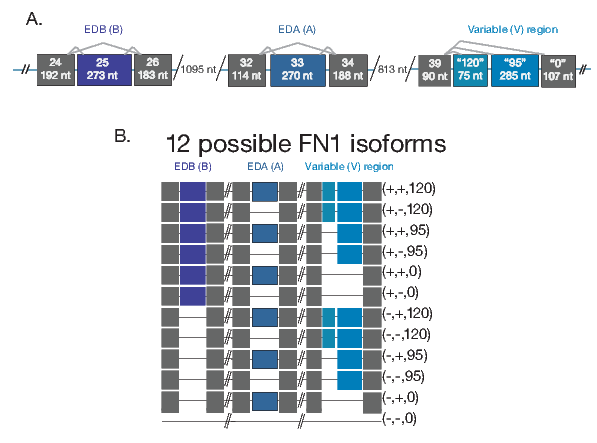 A.
EDB (B)
EDA (A)
Variable (V) region
24
192 nt
25
273 nt
26
183 nt
1095 nt
32
114 nt
33
270 nt
34
188 nt
813 nt
39
90 nt
“120”
75 nt
“95”
285 nt
“0”
107 nt
B.
12 possible FN1 isoforms
EDB (B)
EDA (A)
Variable (V) region
(+,+,120)
(+,-,120)
(+,+,95)
(+,-,95)
(+,+,0)
(+,-,0)
(-,+,120)
(-,-,120)
(-,+,95)
(-,-,95)
(-,+,0)
(-,-,0)